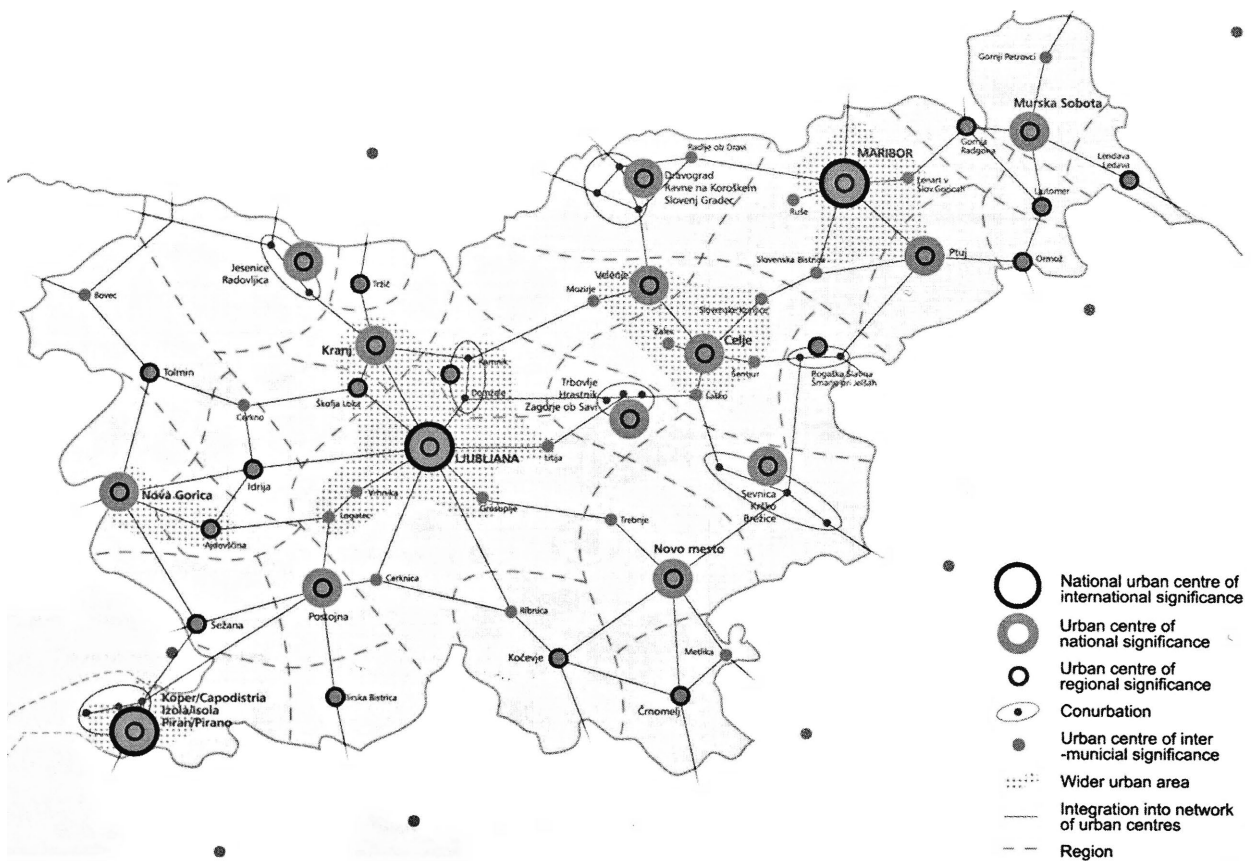 Gornji Petrovci
Murska Sobota
MARIBOR
Gornja
Radgona
Radlje ob Dravi
Lendava
Dravograd
Ravne na Koroškem
Slovenj Gradec
Lenart v
Slov.Goricah
Ljutomer
Ruše
Ptuj
Ormož
Slovenska Bistrica
Jesenice
Radovljica
Tržič
Velenje
Mozirje
Bovec
Slovenske Konjice
Žalec
Celje
Kranj
Šentjur
Kamnik
Rogaška Slatina
Šmarje pri Jelšah
Tolmin
Trbovlje
Hrastnik
Zagorje ob Savi
Škofja Loka
Domžale
Laško
Cerkno
LJUBLJANA
Litija
Idrija
Nova Gorica
Vrhnika
Sevnica
Krško
Brežice
Grosuplje
Logatec
Trebnje
Ajdovščina
Novo mesto
Cerknica
Postojna
Ribnica
Sežana
Kočevje
Metlika
Koper/Capodistria
Izola/Isola
Piran/Pirano
Ilirska Bistrica
Črnomelj
National urban centre of
international significance
Urban centre of
national significance
Urban centre of
regional significance
Conurbation
Urban centre of inter
-municial significance
Wider urban area
Integration into network
of urban centres
Region